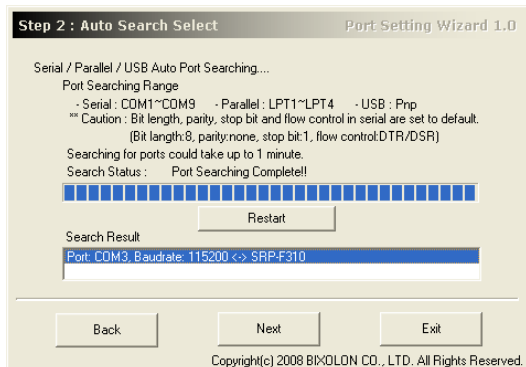 Step 2 : Auto Search Select Port Setting Wizard 1.0
Serial / Parallel / USB Auto Port Searching....
Port Searching Range
- Serial : COM1~COM9 - Parallel : LPT1~LPT4 - USB : Pnp
** Caution : Bit length, parity, stop bit and flow control in serial are set to default.
(Bit length:8, parity:none, stop bit:1, flow control:DTR/DSR)
Searching for ports could take up to 1 minute.
Search Status : Port Searching Complete!!
Restart
Search Result
Port: COM3, Baudrate: 115200 <-> SRP-F310
Back Next Exit
Copyright(c) 2008 BIXOLON CO., LTD. All Rights Reserved.